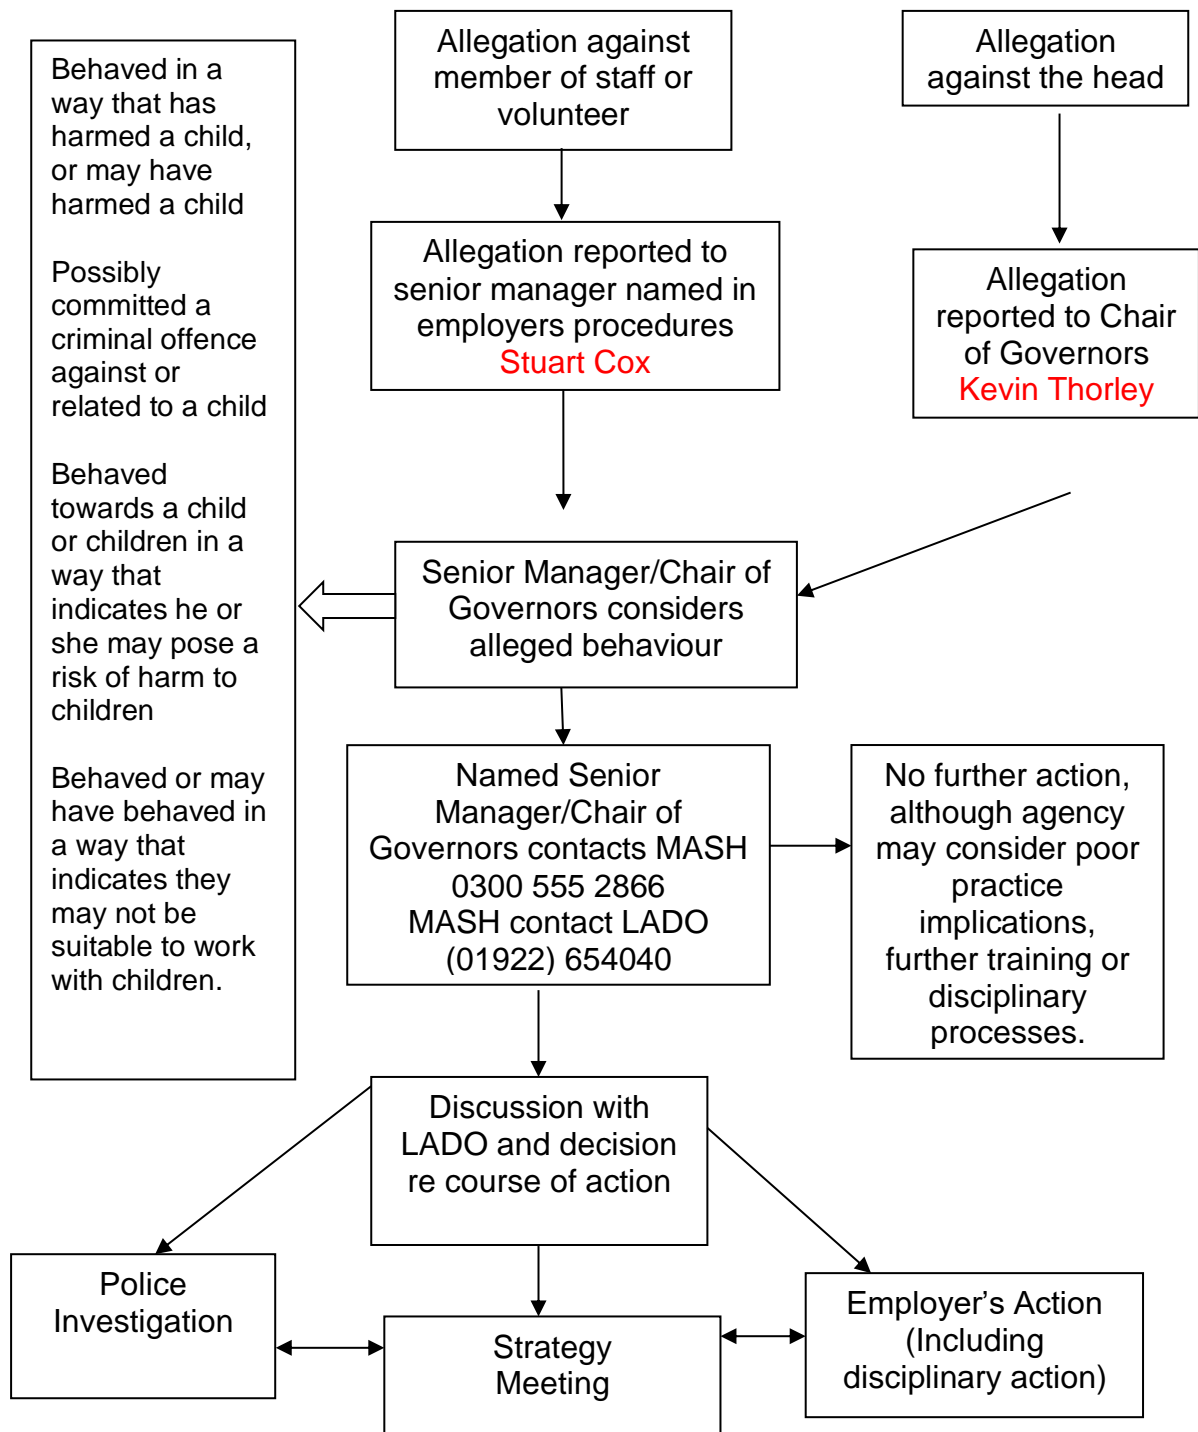 Behaved in a
way that has
harmed a child,
or may have
harmed a child
Possibly
committed a
criminal offence
against or
related to a child
Behaved
towards a child
or children in a
way that
indicates he or
she may pose a
risk of harm to
children
Behaved or may
have behaved in
a way that
indicates they
may not be
suitable to work
with children.
Allegation against
member of staff or
volunteer
Allegation
against the head
Allegation reported to
senior manager named in
employers procedures
Stuart Cox
Allegation
reported to Chair
of Governors
Kevin Thorley
Senior Manager/Chair of
Governors considers
alleged behaviour
Named Senior
Manager/Chair of
Governors contacts MASH
0300 555 2866
MASH contact LADO
(01922) 654040
No further action,
although agency
may consider poor
practice
implications,
further training or
disciplinary
processes.
Discussion with
LADO and decision
re course of action
Police
Investigation
Strategy
Meeting
Employer’s Action
(Including
disciplinary action)